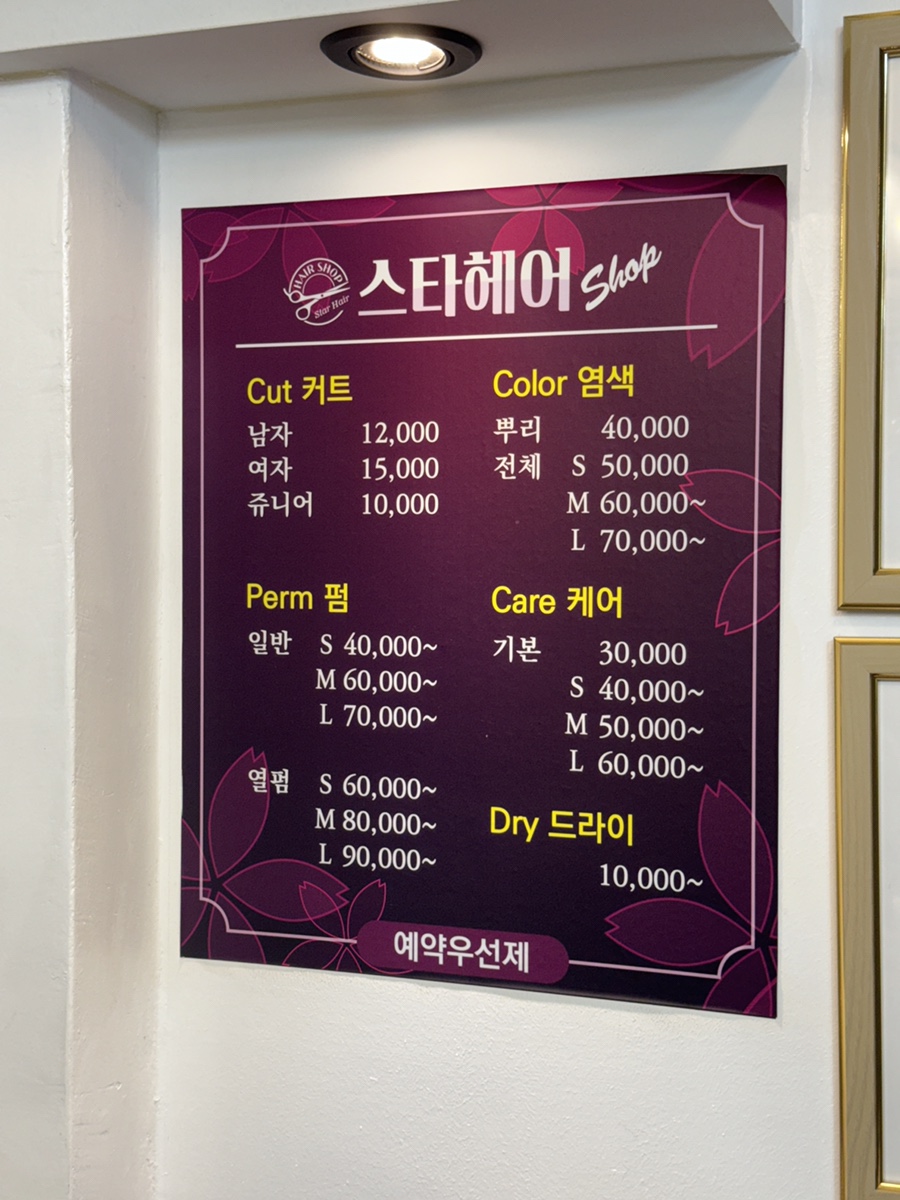 HAIR SHOP
Star Hair
스타헤어 Shop
Cut 커트
남자 12,000
여자 15,000
쥬니어 10,000
Perm 펌
일반 S 40,000~
M 60,000~
L 70,000~
열펌 S 60,000~
M 80,000~
L 90,000~
Color 염색
뿌리 40,000
전체 S 50,000
M 60,000~
L 70,000~
Care 케어
기본 30,000
S 40,000~
M 50,000~
L 60,000~
Dry 드라이
10,000~
예약우선제